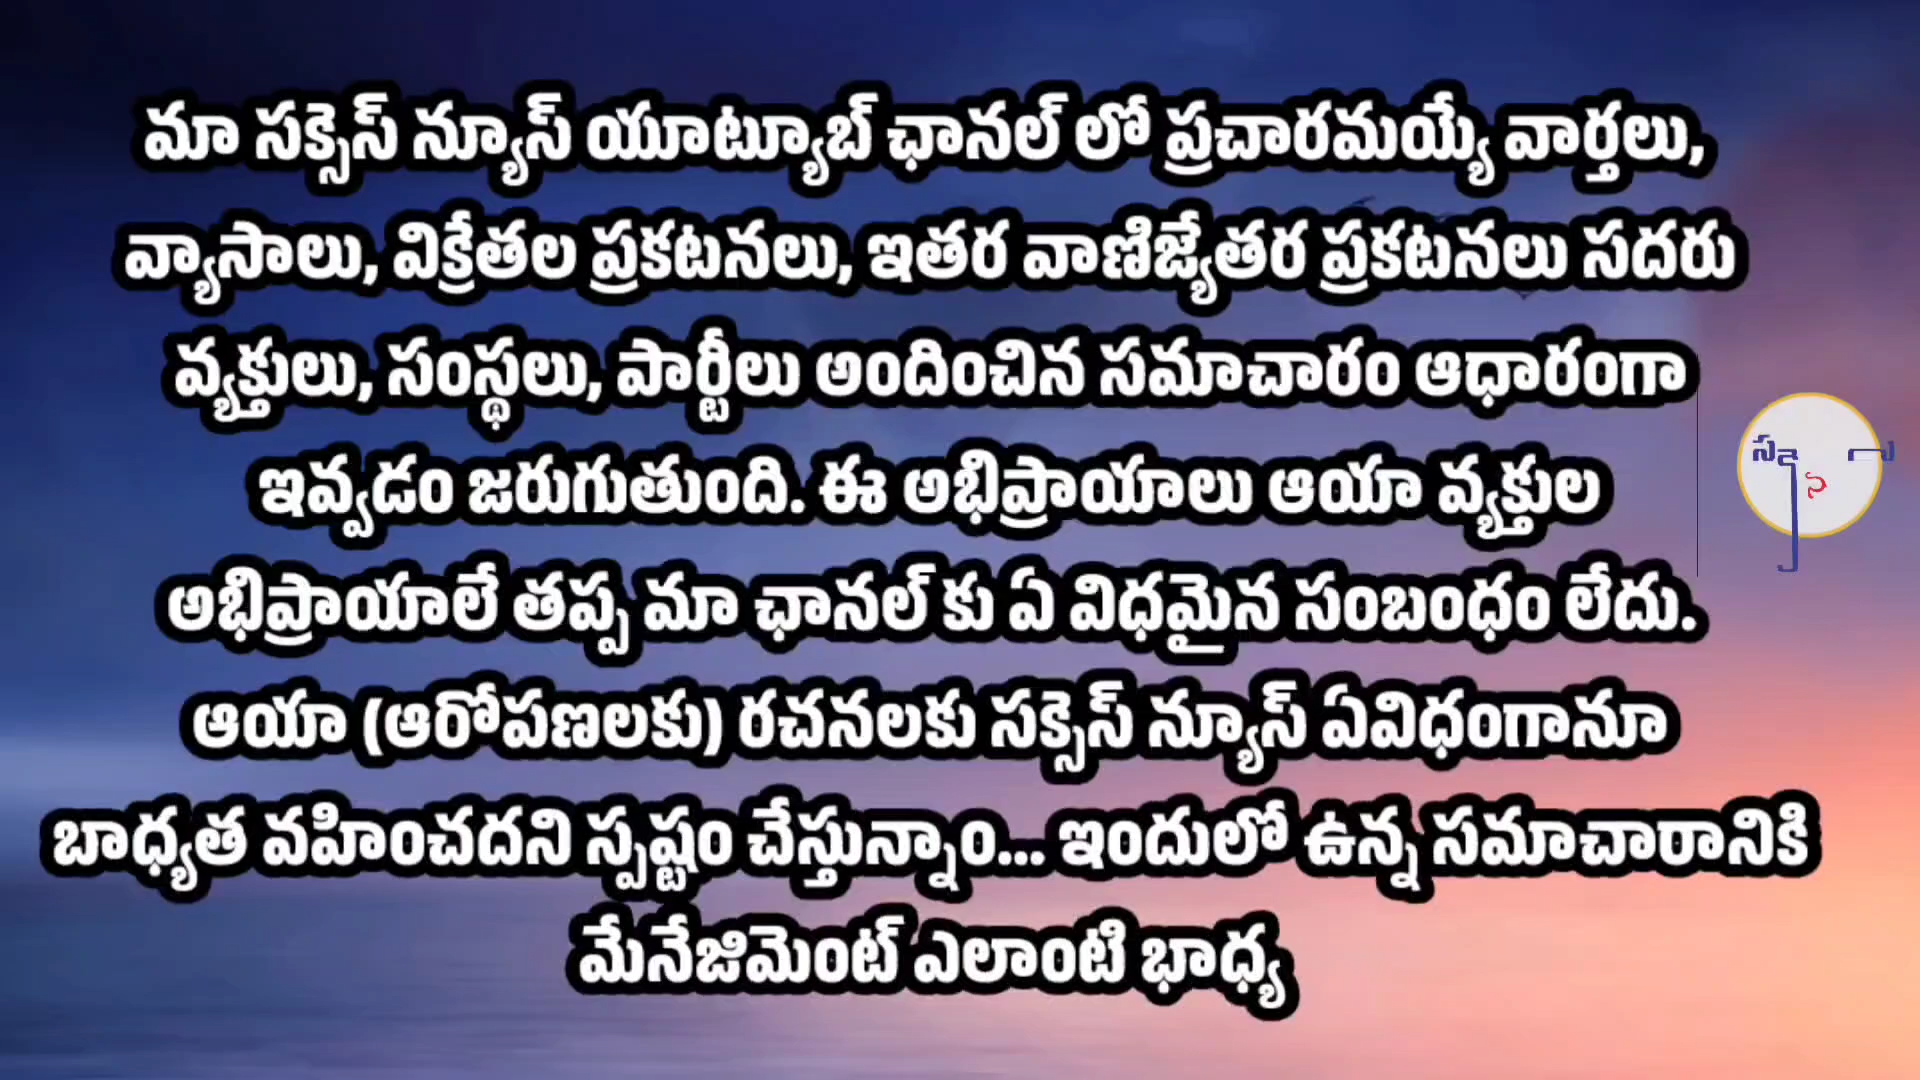 మా సక్సెస్ న్యూస్ యూట్యూబ్ ఛానల్ లో ప్రచారమయ్యే వార్తలు,
వ్యాసాలు, విక్రేతల ప్రకటనలు, ఇతర వాణిజ్యేతర ప్రకటనలు సదరు
వ్యక్తులు, సంస్థలు, పార్టీలు అందించిన సమాచారం ఆధారంగా
ఇవ్వడం జరుగుతుంది. ఈ అభిప్రాయాలు ఆయా వ్యక్తుల
అభిప్రాయాలే తప్ప మా ఛానల్ కు ఏ విధమైన సంబంధం లేదు.
ఆయా (ఆరోపణలకు) రచనలకు సక్సెస్ న్యూస్ ఏవిధంగానూ
బాధ్యత వహించదని స్పష్టం చేస్తున్నాం... ఇందులో ఉన్న సమాచారానికి
మేనేజిమెంట్ ఎలాంటి భాధ్య